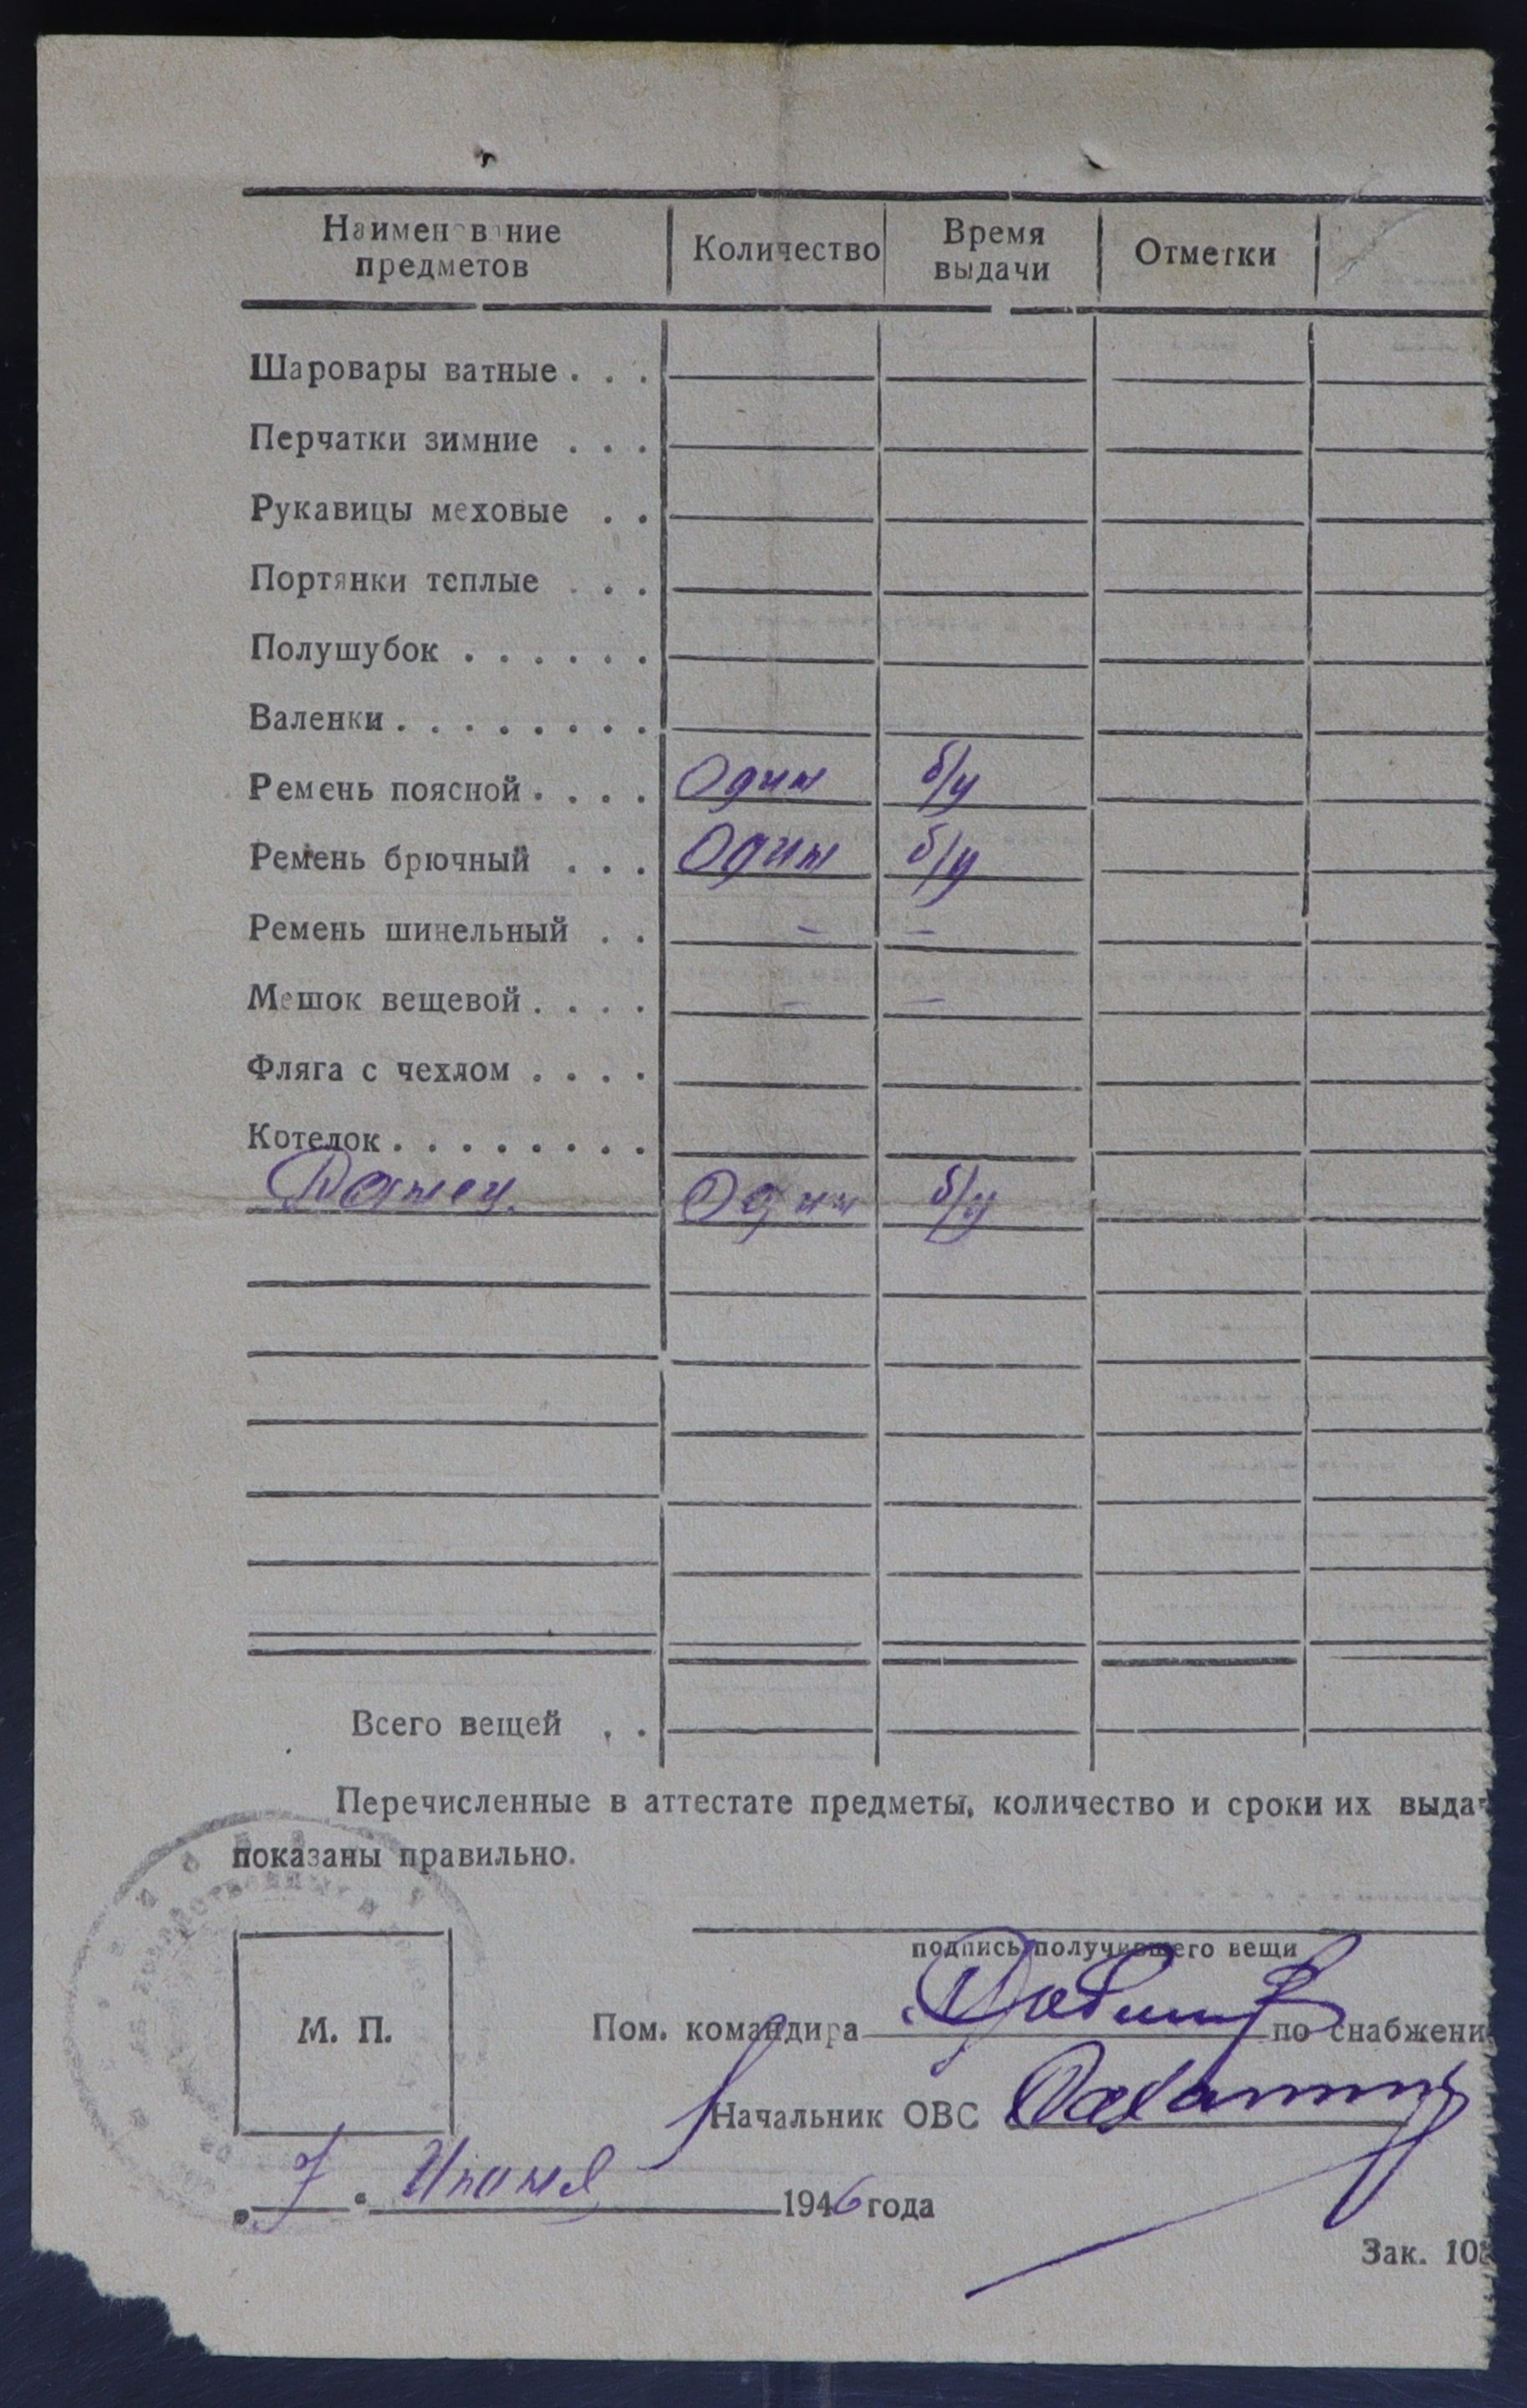 Наименование предметов Количество Время выдачи Отметки
Шаровары ватные . . .
Перчатки зимние . . .
Рукавицы меховые . .
Портянки теплые . . .
Полушубок . . . . . .
Валенки . . . . . . . .
Ремень поясной . . . . Один б/у
Ремень брючный . . . Один б/у
Ремень шинельный . . – –
Мешок вещевой . . . . – –
Фляга с чехлом . . . .
Котелок . . . . . . . .
Один б/у
Всего вещей . .
Перечисленные в аттестате предметы, количество и сроки их выда
показаны правильно.
подпись получившего вещи
М. П.
Пом. командира по снабжени
Начальник ОВС
„ 7 “ Июня 1946 года
Зак. 10